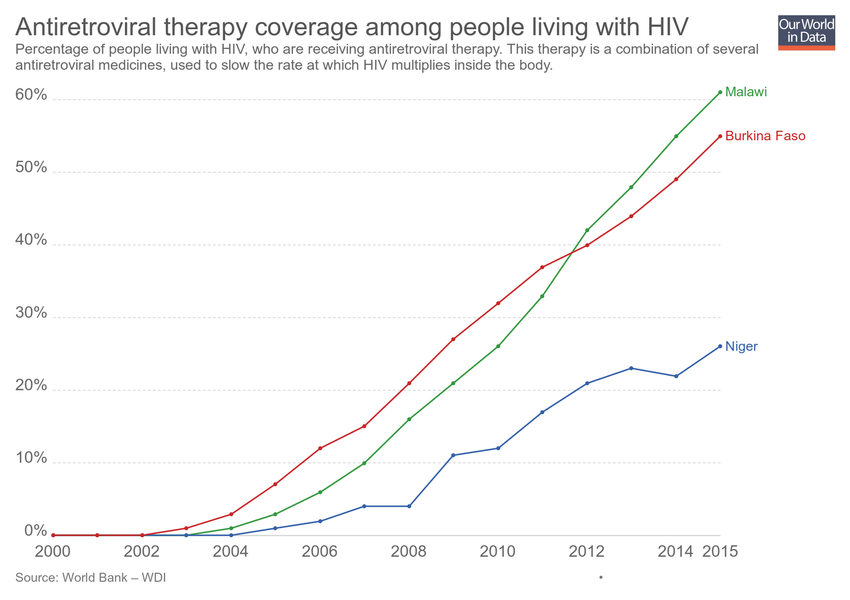 Antiretroviral therapy coverage among people living with HIV
Our World
in Data
Percentage of people living with HIV, who are receiving antiretroviral therapy. This therapy is a combination of several
antiretroviral medicines, used to slow the rate at which HIV multiplies inside the body.
60%
Malawi
Burkina Faso
50%
40%
30%
Niger
20%
10%
0%
2000 2002 2004 2006 2008 2010 2012 2014 2015
Source: World Bank – WDI